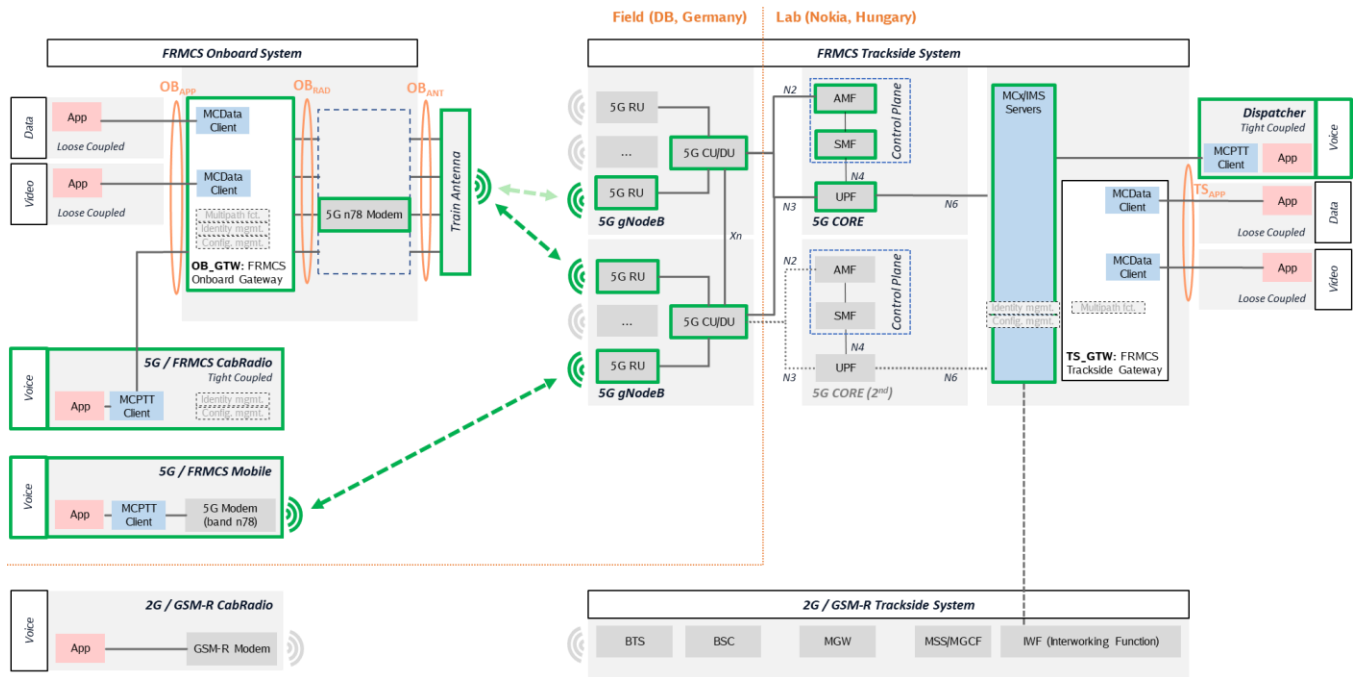 Field (DB, Germany)
Lab (Nokia, Hungary)
FRMCS Onboard System
FRMCS Trackside System
OBAPP
OBRAD
OBANT
Data
App
Loose Coupled
MCData
Client
Video
App
Loose Coupled
MCData
Client
Multipath fct.
Identity mgmt.
Config. mgmt.
OB_GTW: FRMCS
Onboard Gateway
5G n78 Modem
Train Antenna
5G RU
...
5G RU
5G CU/DU
5G gNodeB
Xn
5G RU
...
5G RU
5G CU/DU
5G gNodeB
N2
AMF
SMF
Control Plane
N4
N3
UPF
N6
5G CORE
N2
AMF
SMF
Control Plane
N4
N3
UPF
N6
5G CORE (2nd)
MCx/IMS
Servers
Identity mgmt.
Config. mgmt.
Multipath fct.
MCData
Client
MCData
Client
TS_GTW: FRMCS
Trackside Gateway
TSAPP
Dispatcher
Tight Coupled
MCPTT
Client
App
Voice
App
Loose Coupled
Data
App
Loose Coupled
Video
Voice
5G / FRMCS CabRadio
Tight Coupled
App
MCPTT
Client
Identity mgmt.
Config. mgmt.
Voice
5G / FRMCS Mobile
App
MCPTT
Client
5G Modem
(band n78)
Voice
2G / GSM-R CabRadio
App
GSM-R Modem
2G / GSM-R Trackside System
BTS
BSC
MGW
MSS/MGCF
IWF (Interworking Function)